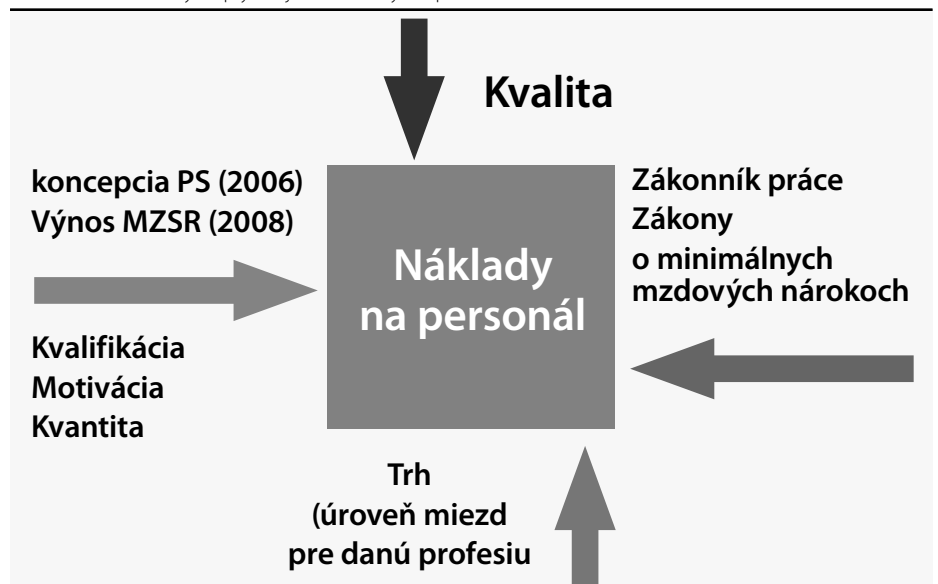 Kvalita
koncepcia PS (2006)
Výnos MZSR (2008)
Kvalifikácia
Motivácia
Kvantita
Náklady
na personál
Zákonník práce
Zákony
o minimálnych
mzdových nárokoch
Trh
(úroveň miezd
pre danú profesiu